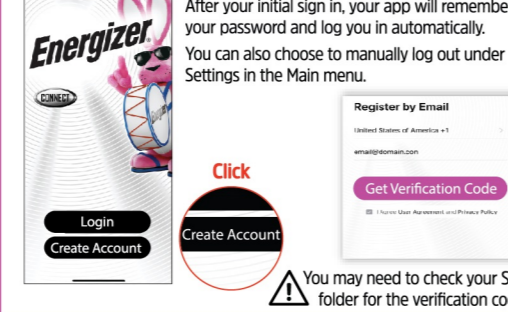 After your initial sign in, your app will remembe
your password and log you in automatically.
You can also choose to manually log out under
Settings in the Main menu.
Energizer
CONNECT
Login
Create Account
Click
Create Account
Register by Email
United States of America +1
email@domain.con
Get Verification Code
I Agree User Agreement and Privacy Policy
You may need to check your S
folder for the verification co